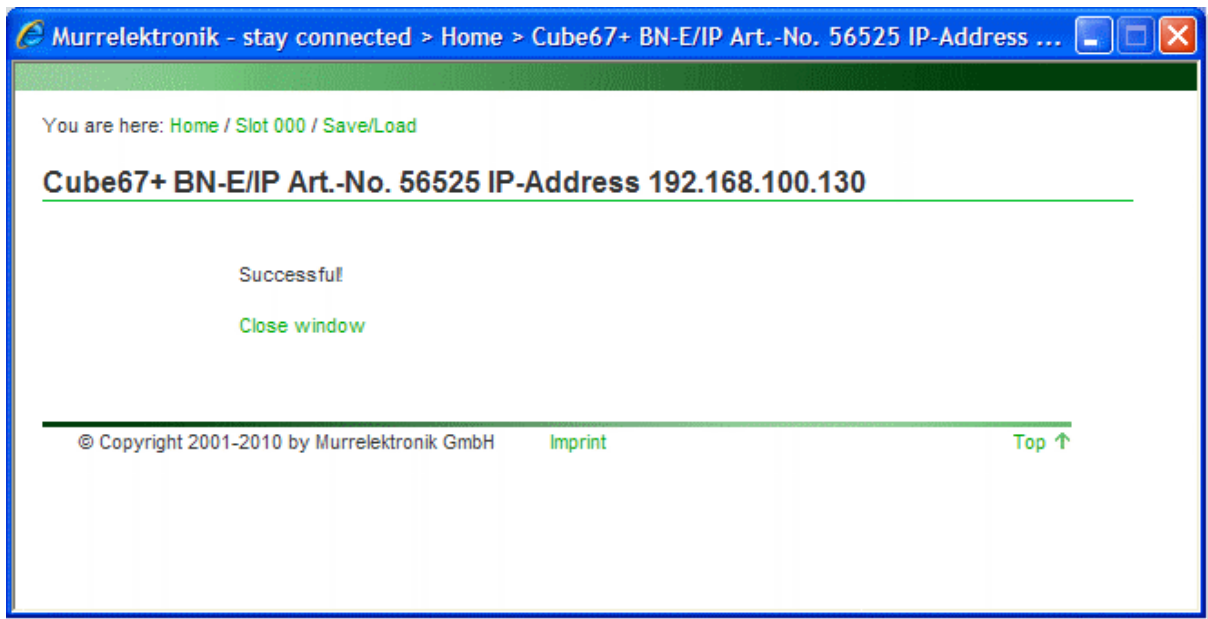 Murrelektronik - stay connected > Home > Cube67+ BN-E/IP Art.-No. 56525 IP-Address ...
You are here: Home / Slot 000 / Save/Load
Cube67+ BN-E/IP Art.-No. 56525 IP-Address 192.168.100.130
Successful!
Close window
© Copyright 2001-2010 by Murrelektronik GmbH Imprint Top ↑